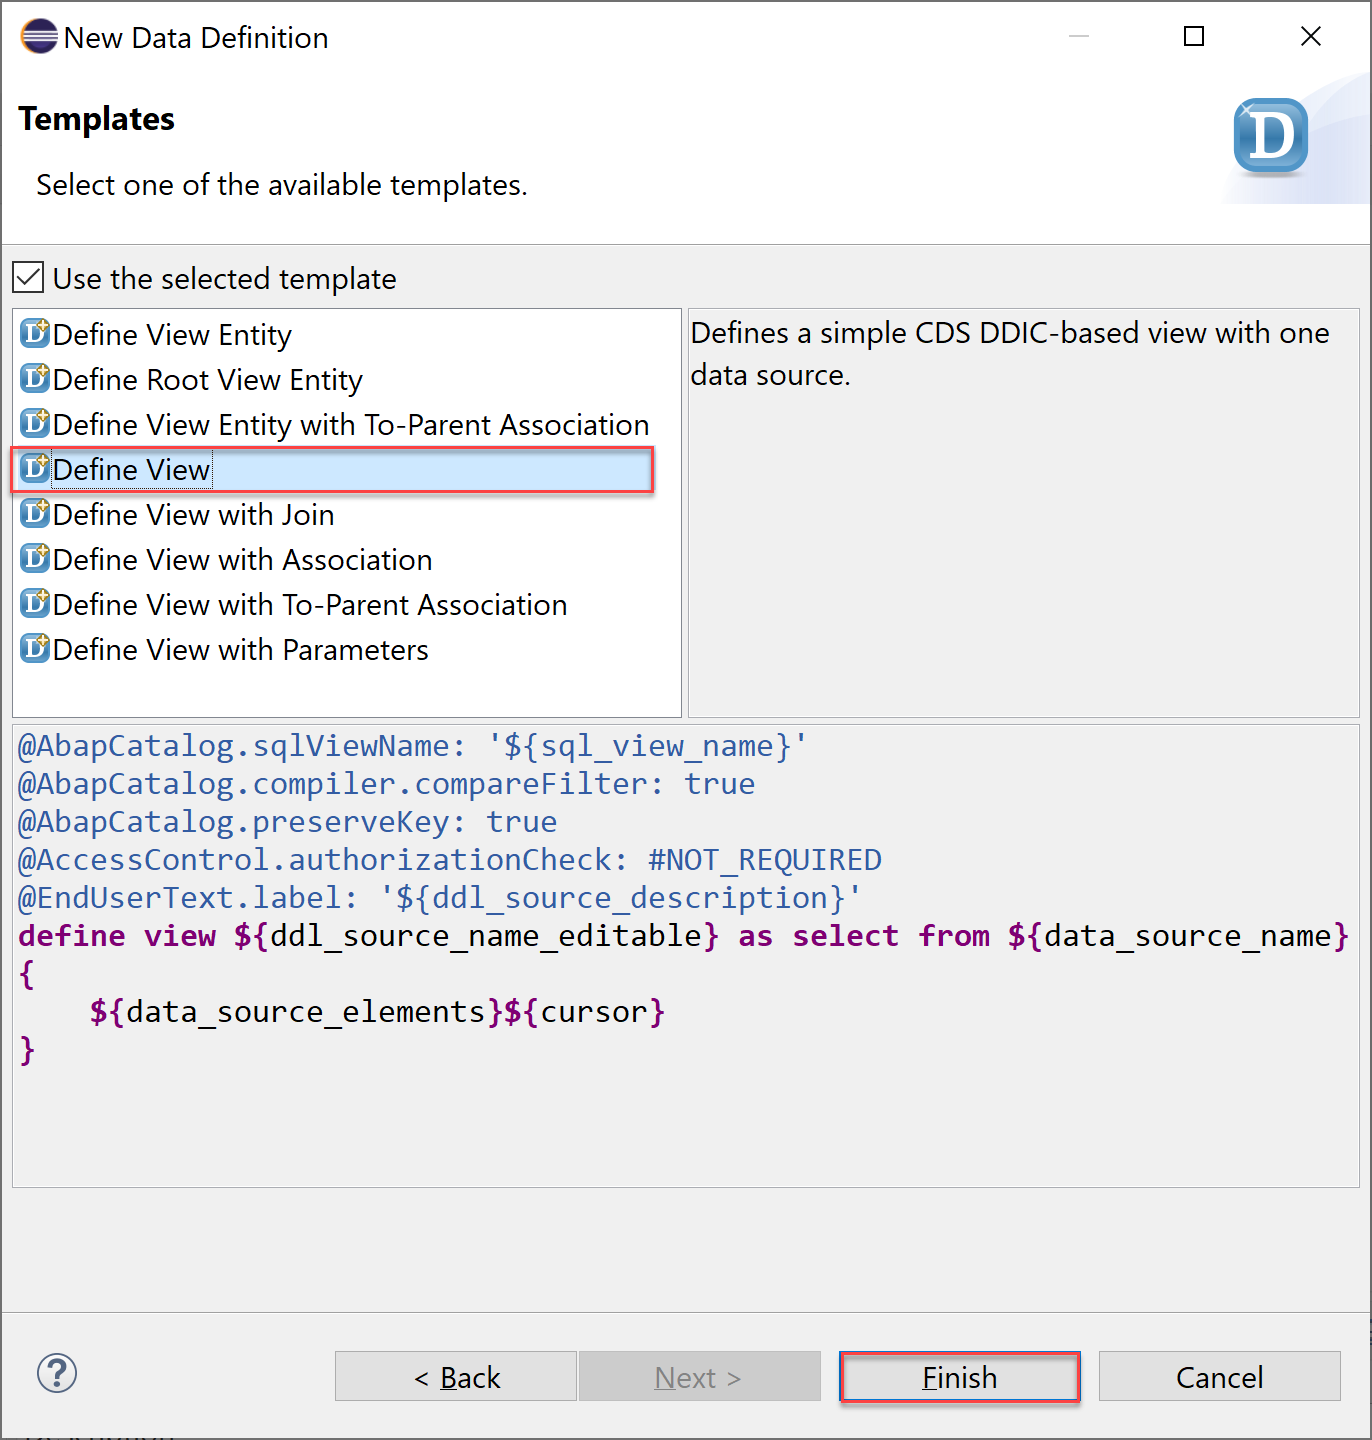 New Data Definition
Templates
D
Select one of the available templates.
Use the selected template
Define View Entity
Define Root View Entity
Define View Entity with To-Parent Association
Define View
Define View with Join
Define View with Association
Define View with To-Parent Association
Define View with Parameters
Defines a simple CDS DDIC-based view with one
data source.
@AbapCatalog.sqlViewName: '${sql_view_name}'
@AbapCatalog.compiler.compareFilter: true
@AbapCatalog.preserveKey: true
@AccessControl.authorizationCheck: #NOT_REQUIRED
@EndUserText.label: '${ddl_source_description}'
define view ${ddl_source_name_editable} as select from ${data_source_name}
{
    ${data_source_elements}${cursor}
}
?
< Back
Next >
Finish
Cancel